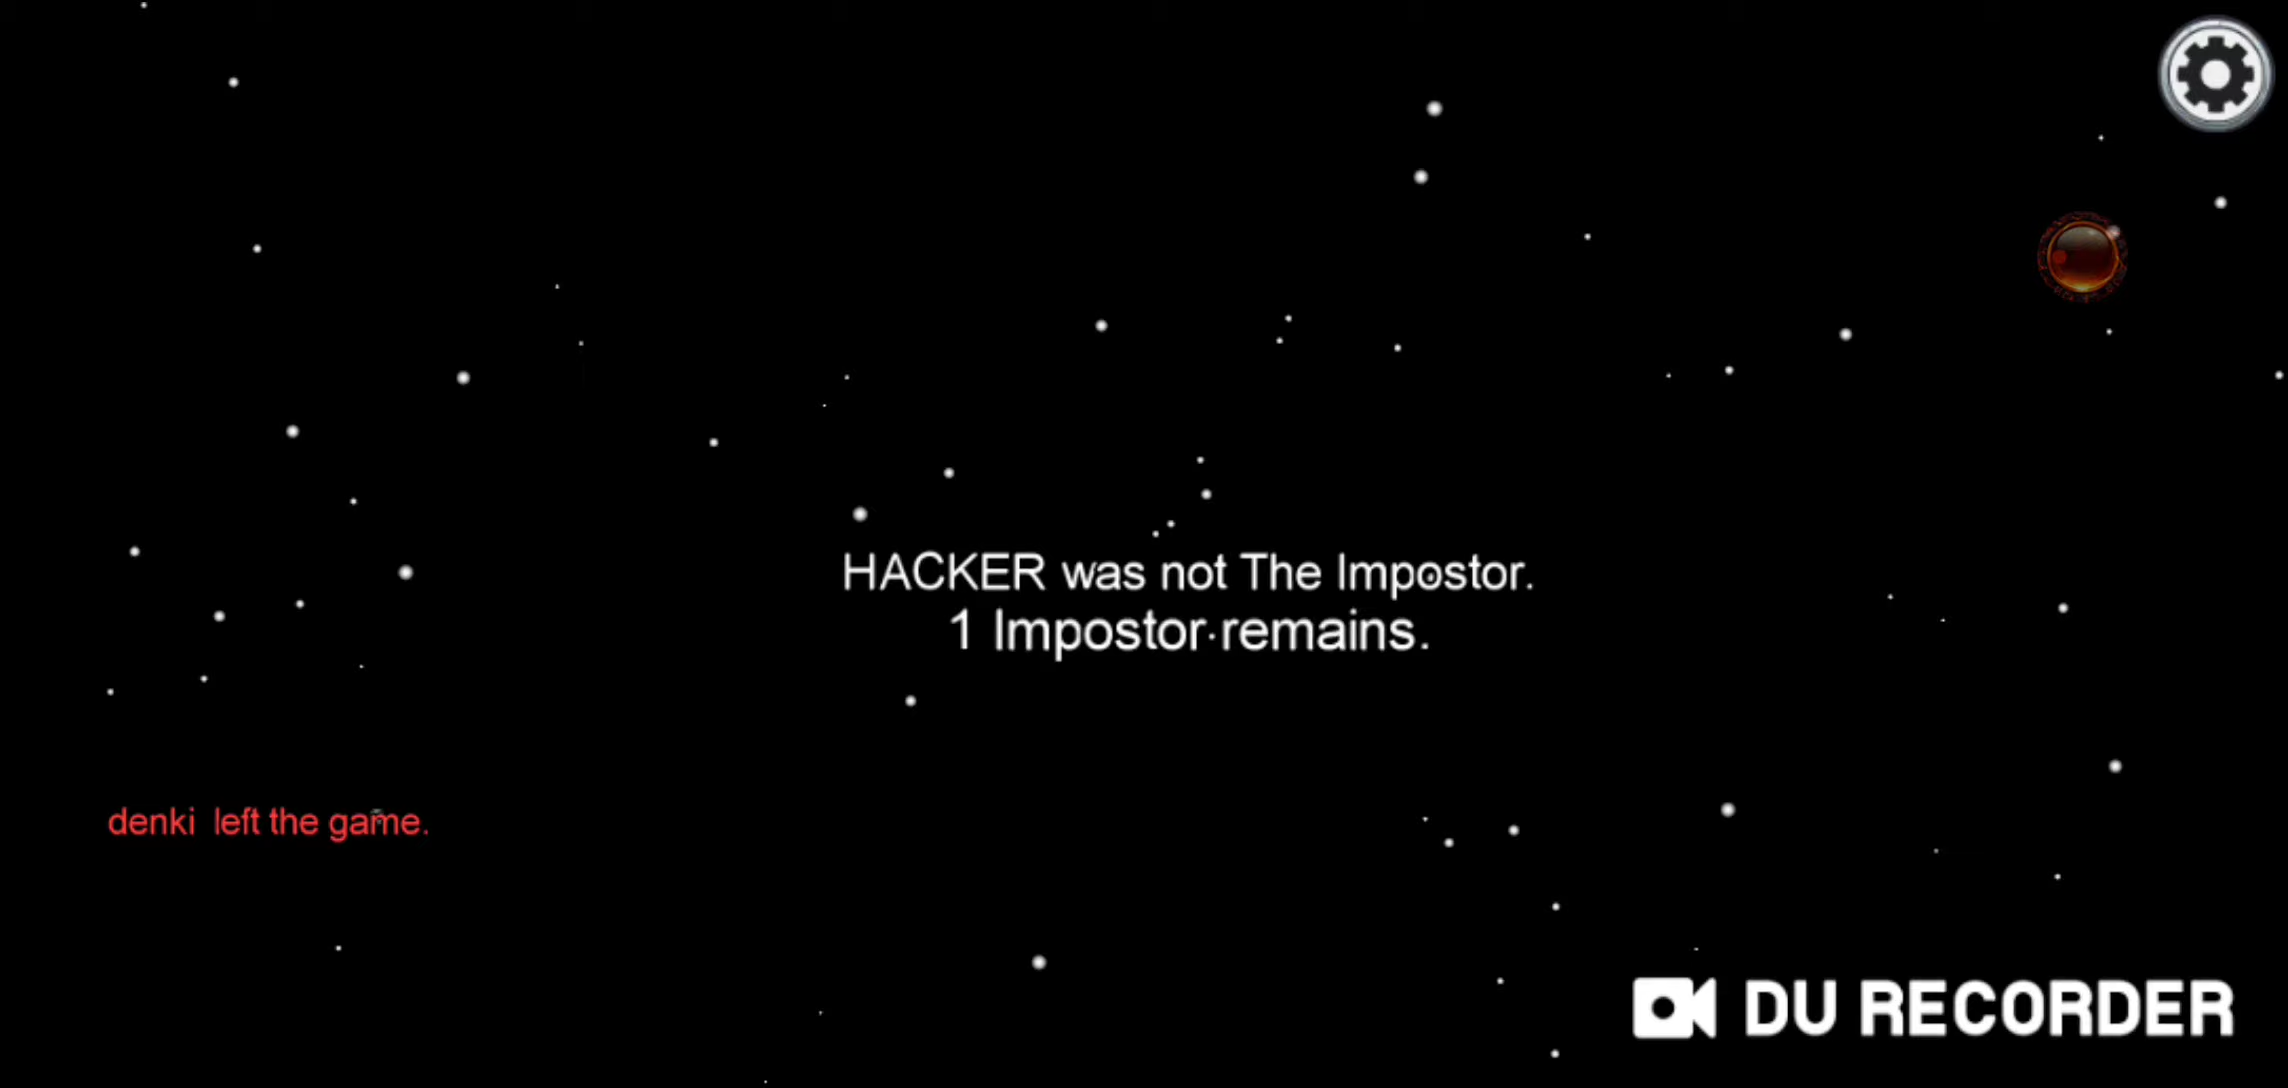 HACKER was not The Impostor.
1 Impostor remains.
denki left the game.
DU RECORDER